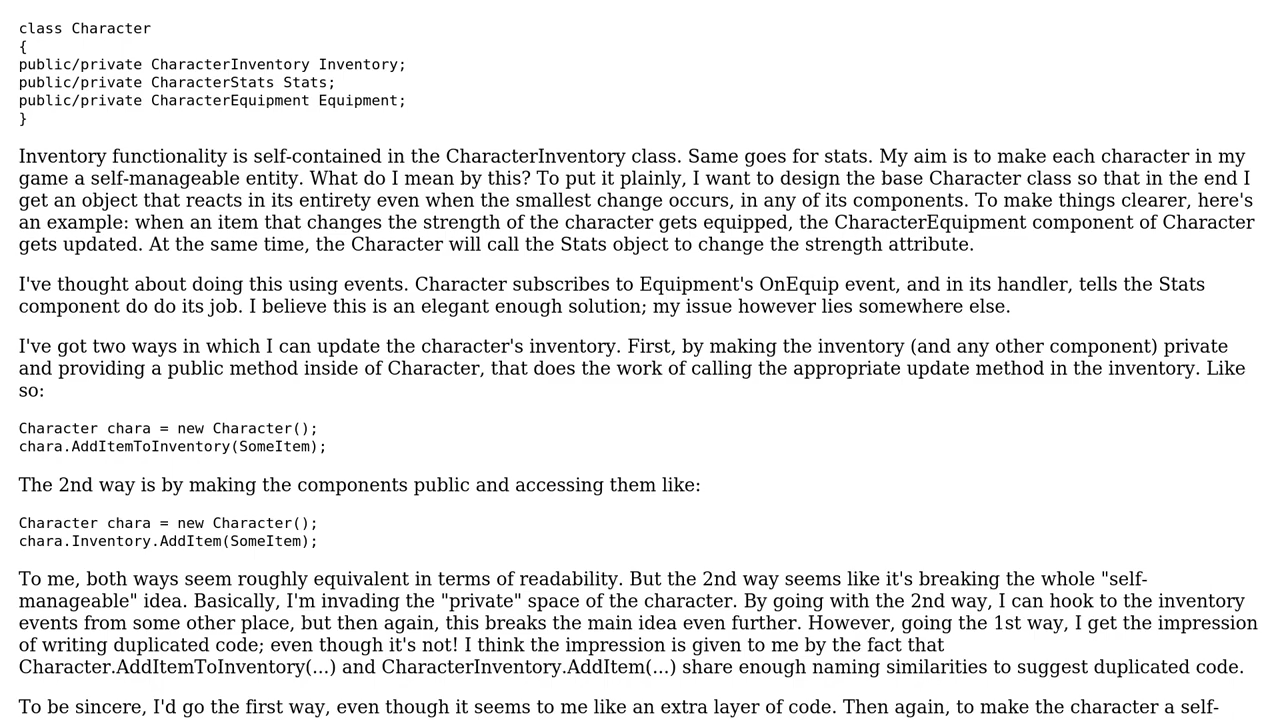 class Character
{
public/private CharacterInventory Inventory;
public/private CharacterStats Stats;
public/private CharacterEquipment Equipment;
}
Inventory functionality is self-contained in the CharacterInventory class. Same goes for stats. My aim is to make each character in my
game a self-manageable entity. What do I mean by this? To put it plainly, I want to design the base Character class so that in the end I
get an object that reacts in its entirety even when the smallest change occurs, in any of its components. To make things clearer, here's
an example: when an item that changes the strength of the character gets equipped, the CharacterEquipment component of Character
gets updated. At the same time, the Character will call the Stats object to change the strength attribute.
I've thought about doing this using events. Character subscribes to Equipment's OnEquip event, and in its handler, tells the Stats
component do do its job. I believe this is an elegant enough solution; my issue however lies somewhere else.
I've got two ways in which I can update the character's inventory. First, by making the inventory (and any other component) private
and providing a public method inside of Character, that does the work of calling the appropriate update method in the inventory. Like
so:
Character chara = new Character();
chara.AddItemToInventory(SomeItem);
The 2nd way is by making the components public and accessing them like:
Character chara = new Character();
chara.Inventory.AddItem(SomeItem);
To me, both ways seem roughly equivalent in terms of readability. But the 2nd way seems like it's breaking the whole "self-
manageable" idea. Basically, I'm invading the "private" space of the character. By going with the 2nd way, I can hook to the inventory
events from some other place, but then again, this breaks the main idea even further. However, going the 1st way, I get the impression
of writing duplicated code; even though it's not! I think the impression is given to me by the fact that
Character.AddItemToInventory(...) and CharacterInventory.AddItem(...) share enough naming similarities to suggest duplicated code.
To be sincere, I'd go the first way, even though it seems to me like an extra layer of code. Then again, to make the character a self-